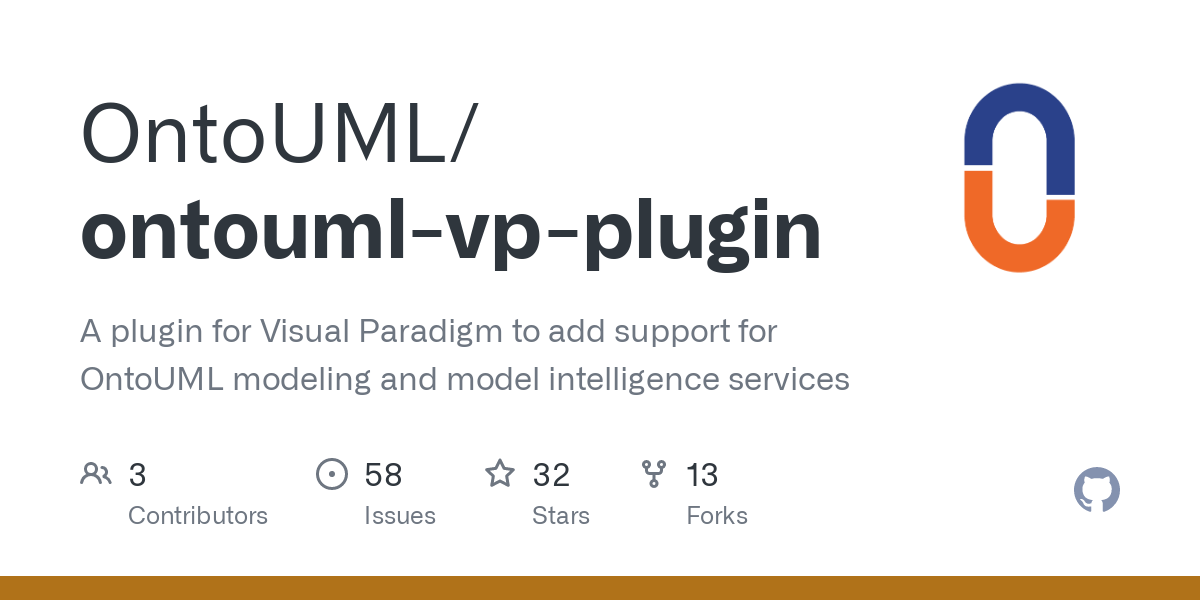 OntoUML/
ontouml-vp-plugin
A plugin for Visual Paradigm to add support for
OntoUML modeling and model intelligence services
3 58 32 13
Contributors Issues Stars Forks